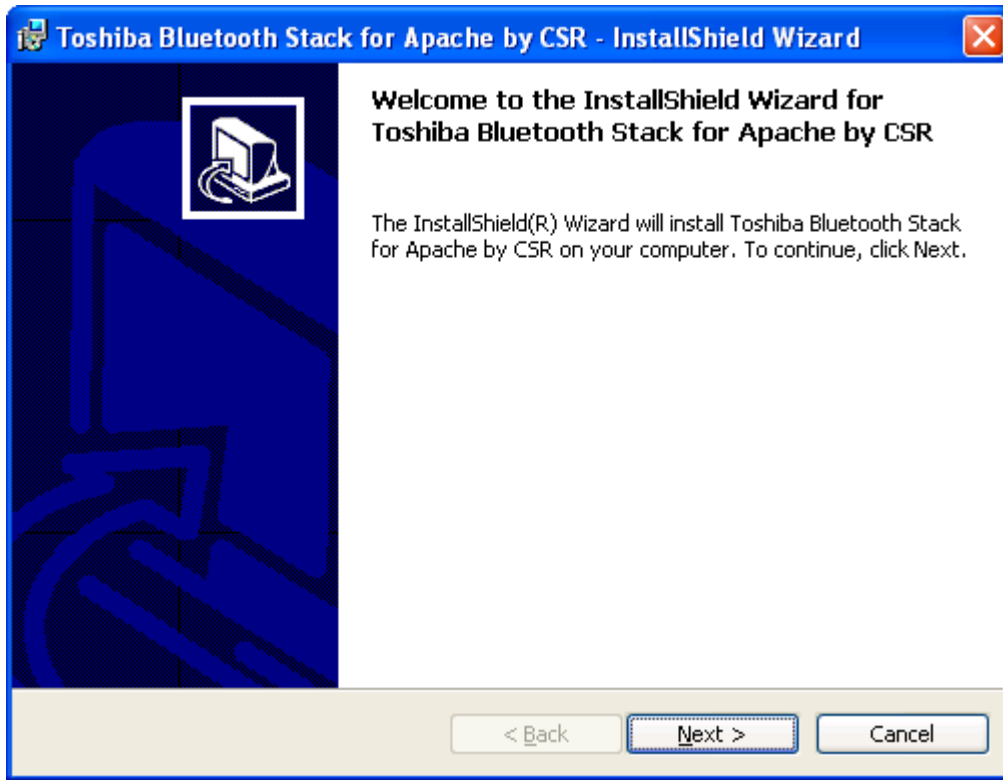 Toshiba Bluetooth Stack for Apache by CSR - InstallShield Wizard
Welcome to the InstallShield Wizard for
Toshiba Bluetooth Stack for Apache by CSR
The InstallShield(R) Wizard will install Toshiba Bluetooth Stack
for Apache by CSR on your computer. To continue, click Next.
< Back Next > Cancel